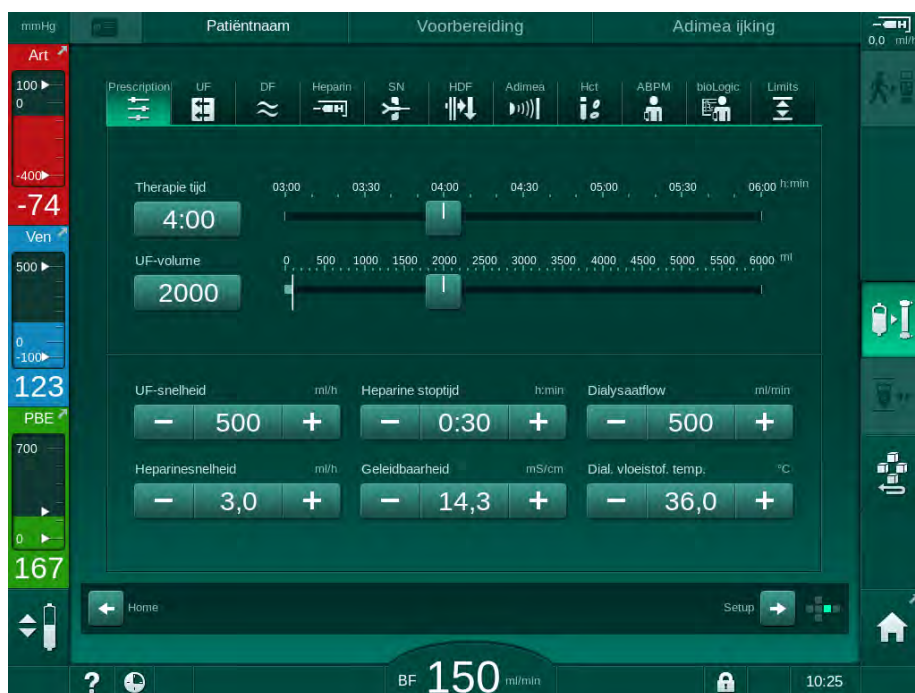 mmHg Patiëntnaam Voorbereiding Adimea ijking
0,0 ml/h
Art
100
0
-400
-74
Ven
500
0
-100
123
PBE
700
0
167
Prescription UF DF Heparin SN HDF Adimea Hct ABPM bioLogic Limits
Therapie tijd 03:00 03:30 04:00 04:30 05:00 05:30 06:00 h:min
4:00
UF-volume 0 500 1000 1500 2000 2500 3000 3500 4000 4500 5000 5500 6000 ml
2000
UF-snelheid ml/h Heparine stoptijd h:min Dialysaatflow ml/min
− 500 + − 0:30 + − 500 +
Heparinesnelheid ml/h Geleidbaarheid mS/cm Dial. vloeistof. temp. °C
− 3,0 + − 14,3 + − 36,0 +
Home Setup
? BF 150 ml/min 10:25